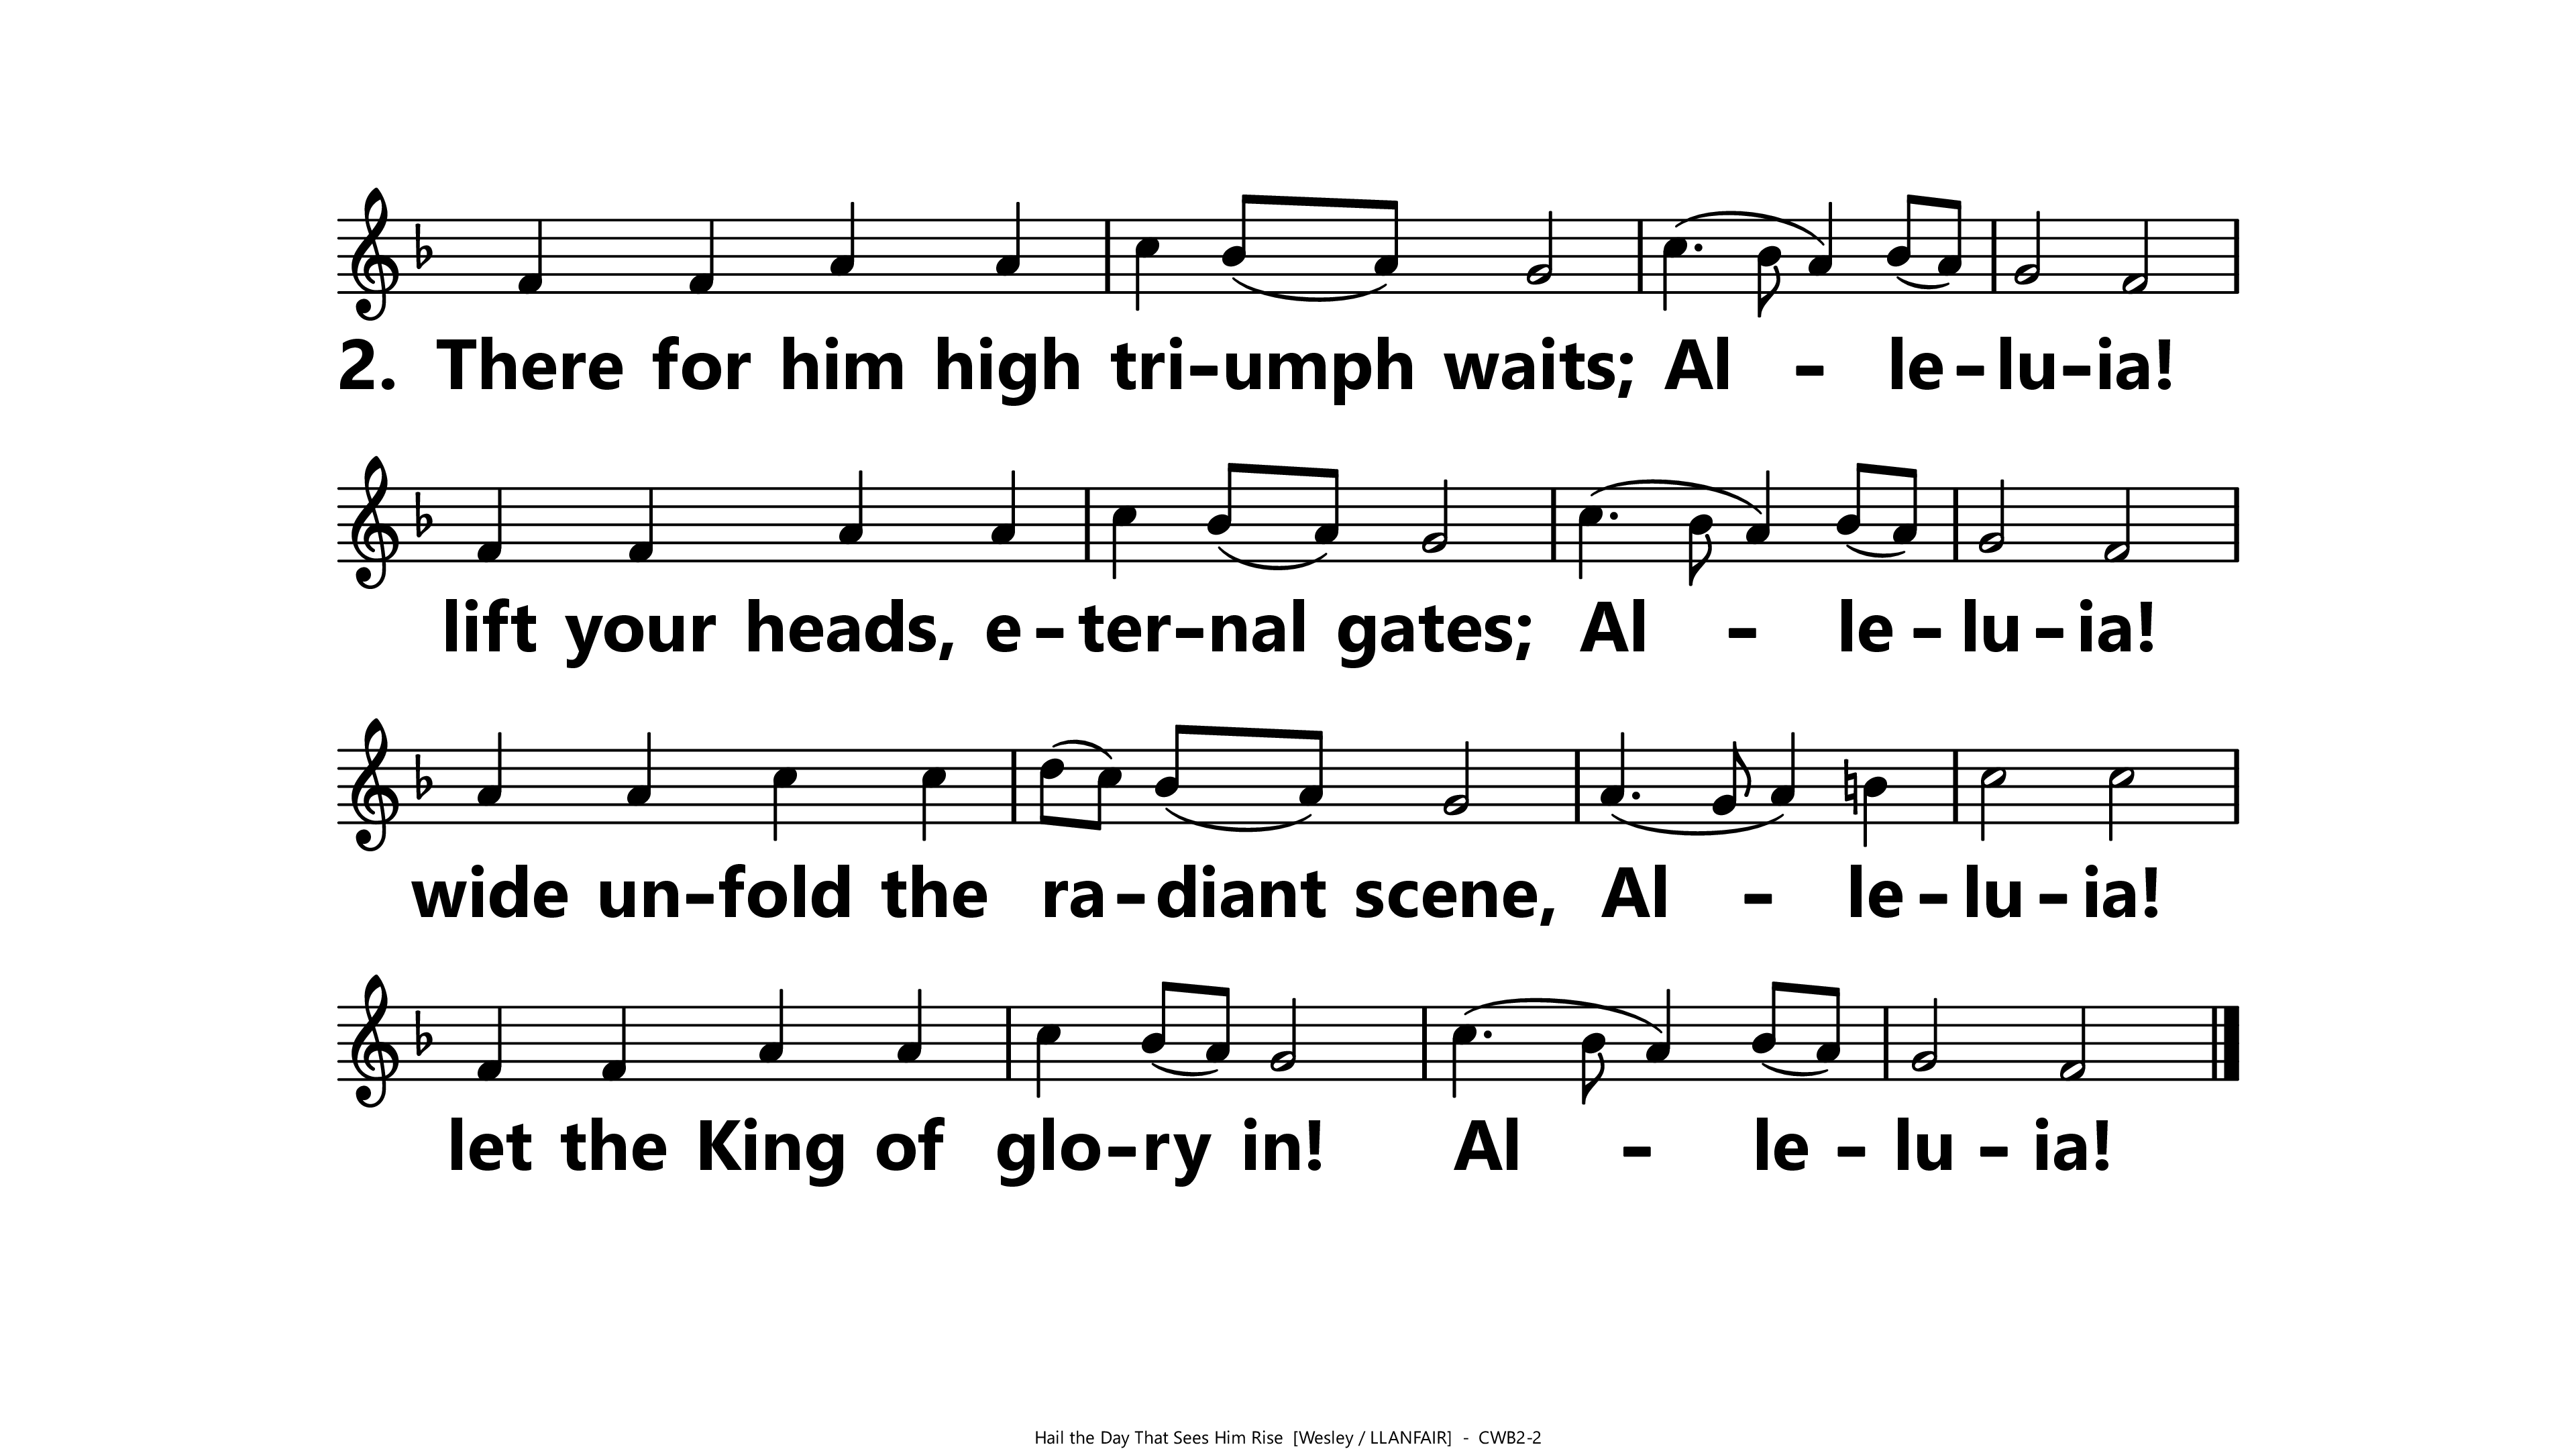 2. There for him high tri-umph waits; Al - le-lu-ia!
lift your heads, e-ter-nal gates; Al - le-lu-ia!
wide un-fold the ra-diant scene, Al - le-lu-ia!
let the King of glo-ry in! Al - le-lu-ia!
Hail the Day That Sees Him Rise [Wesley / LLANFAIR] - CWB2-2